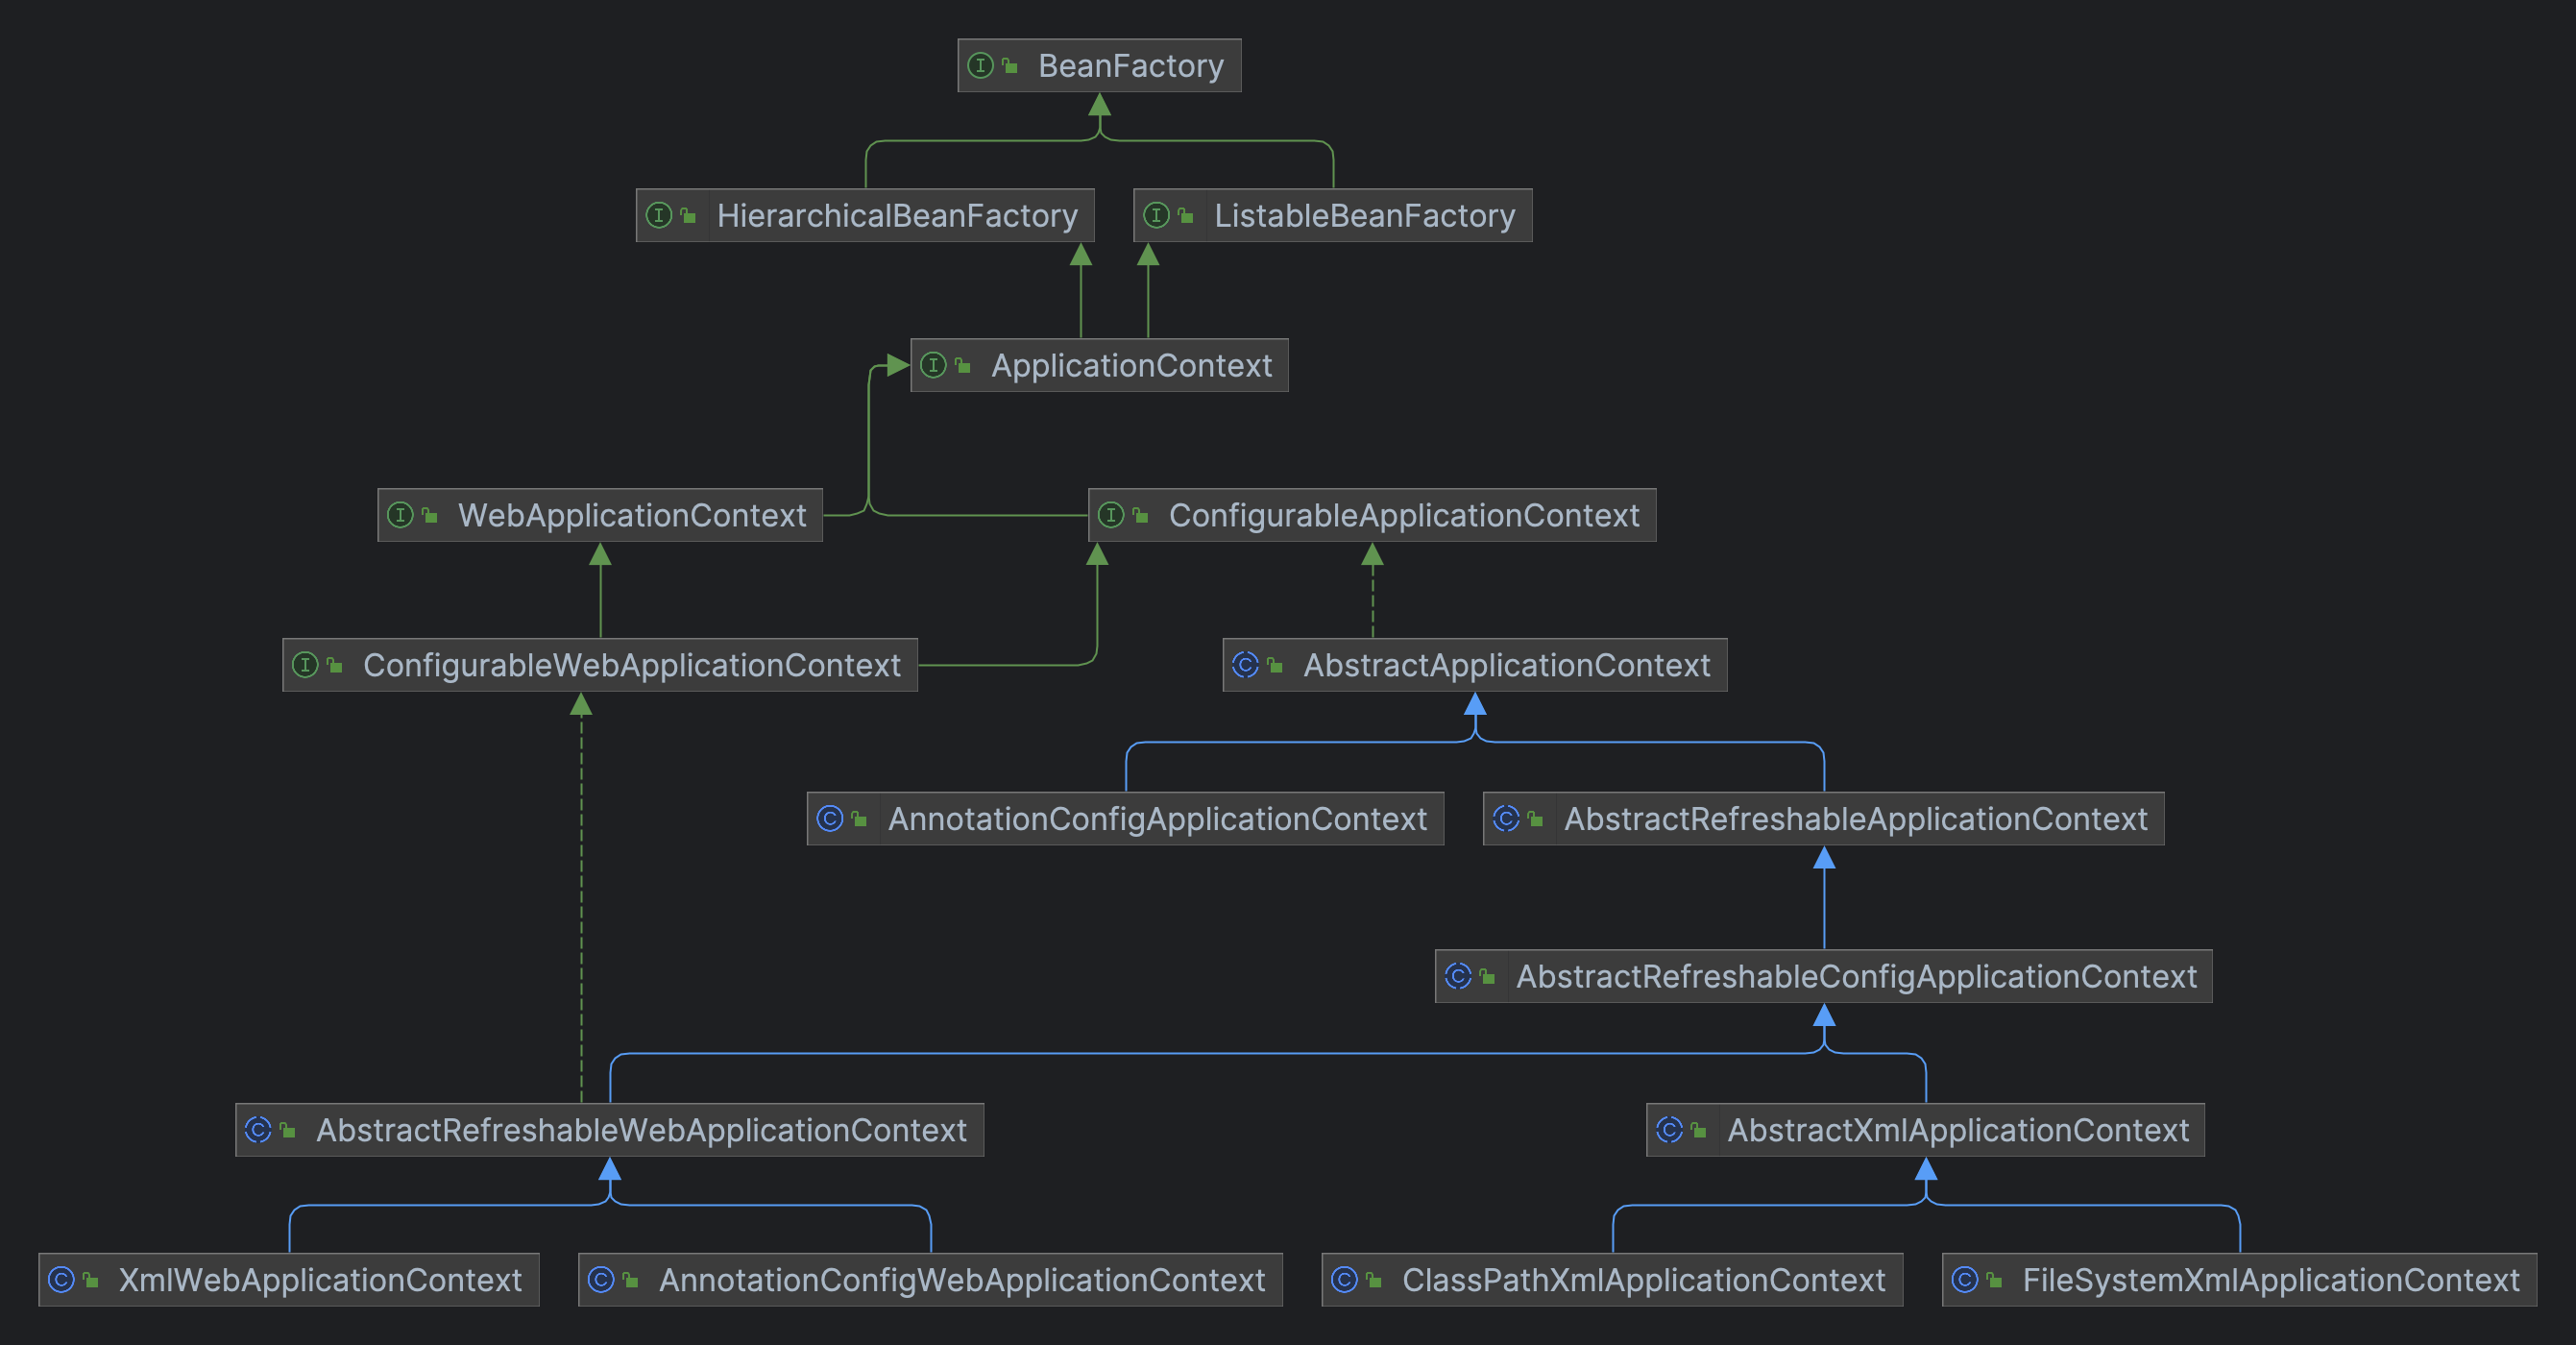 BeanFactory
HierarchicalBeanFactory
ListableBeanFactory
ApplicationContext
WebApplicationContext
ConfigurableApplicationContext
ConfigurableWebApplicationContext
AbstractApplicationContext
AnnotationConfigApplicationContext
AbstractRefreshableApplicationContext
AbstractRefreshableConfigApplicationContext
AbstractRefreshableWebApplicationContext
AbstractXmlApplicationContext
XmlWebApplicationContext
AnnotationConfigWebApplicationContext
ClassPathXmlApplicationContext
FileSystemXmlApplicationContext